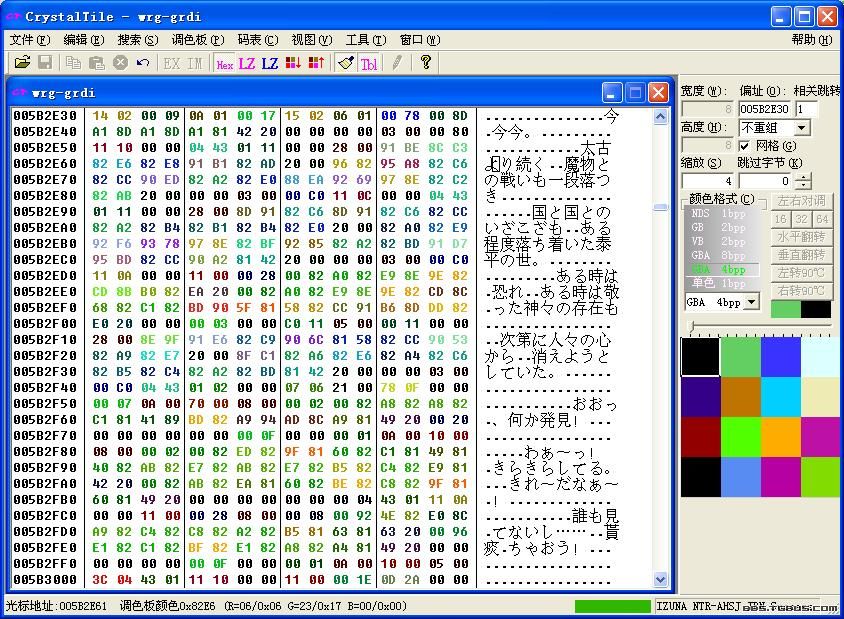 CrystalTile - wrg-grdi
文件(F) 编辑(E) 搜索(S) 调色板(P) 码表(C) 视图(V) 工具(T) 窗口(W) 帮助(H)
EX IM Hex LZ LZ Tbl
wrg-grdi
005B2E30 14 02 00 09 0A 01 00 17 15 02 06 01 00 78 00 8D ...............今
005B2E40 A1 8D A1 8D A1 81 42 20 00 00 00 00 03 00 00 80 .今今。.........
005B2E50 11 10 00 00 04 43 01 11 00 00 28 00 91 BE 8C C3 ............太古
005B2E60 82 E6 82 E8 91 B1 82 AD 20 00 96 82 95 A8 82 C6 より続く..魔物と
005B2E70 82 CC 90 ED 82 A2 82 E0 88 EA 92 69 97 8E 82 C2 の戦いも一段落つ
005B2E80 82 AB 20 00 00 00 03 00 00 C0 11 0C 00 00 04 43 き..............
005B2E90 01 11 00 00 28 00 8D 91 82 C6 8D 91 82 C6 82 CC ......国と国との
005B2EA0 82 A2 82 B4 82 B1 82 B4 82 E0 20 00 82 A0 82 E9 いざこざも..ある
005B2EB0 92 F6 93 78 97 8E 82 BF 92 85 82 A2 82 BD 91 D7 程度落ち着いた泰
005B2EC0 95 BD 82 CC 90 A2 81 42 20 00 00 00 03 00 00 C0 平の世。........
005B2ED0 11 0A 00 00 11 00 00 28 00 82 A0 82 E9 8E 9E 82 .........ある時は
005B2EE0 CD 8B B0 82 EA 20 00 82 A0 82 E9 8E 9E 82 CD 8C .恐れ..ある時は敬
005B2EF0 68 82 C1 82 BD 90 5F 81 58 82 CC 91 B6 8D DD 82 .った神々の存在も
005B2F00 E0 20 00 00 00 03 00 00 C0 11 05 00 00 11 00 00 ................
005B2F10 28 00 8E 9F 91 E6 82 C9 90 6C 81 58 82 CC 90 53 ..次第に人々の心
005B2F20 82 A9 82 E7 20 00 8F C1 82 A6 82 E6 82 A4 82 C6 から..消えようと
005B2F30 82 B5 82 C4 82 A2 82 BD 81 42 20 00 00 00 03 00 していた。......
005B2F40 00 C0 04 43 01 02 00 00 07 06 21 00 78 0F 00 00 ................
005B2F50 00 07 0A 00 70 00 08 00 00 02 00 82 A8 82 A8 82 ...........おおっ
005B2F60 C1 81 41 89 BD 82 A9 94 AD 8C A9 81 49 20 00 20 .、何か発見!...
005B2F70 00 00 00 00 00 00 0F 00 00 00 01 0A 00 10 00 ................
005B2F80 08 00 00 02 00 82 ED 82 9F 81 60 82 C1 81 49 81 .....わぁ～っ!
005B2F90 40 82 AB 82 E7 82 AB 82 E7 82 B5 82 C4 82 E9 81 .きらきらしてる。
005B2FA0 42 20 00 82 AB 82 EA 81 60 82 BE 82 C8 82 9F 81 ...きれ～だなぁ～
005B2FB0 60 81 49 20 00 00 00 00 00 00 00 04 43 01 11 0A .!..............
005B2FC0 00 00 11 00 00 28 08 00 00 08 00 00 92 4E 82 E0 8C ...........誰も見
005B2FD0 A9 82 C4 82 C8 82 A2 82 B5 81 63 81 63 20 00 96 .てないし……..貰
005B2FE0 E1 82 C1 82 BF 82 E1 82 A8 82 A4 81 49 20 00 00 っちゃおう!...
005B2FF0 00 00 00 00 00 0F 00 00 01 0A 00 10 00 05 00 ................
005B3000 3C 04 43 01 11 10 00 00 11 00 00 1E 0D 2A 00 00 ................
宽度(W): 偏址(O): 相关跳转
8 005B2E30 1
高度(H): 不重组
8 网格(G)
缩放(S) 跳过字节(K)
4 0
颜色格式(C)
NDS 1bpp
GB 2bpp
VB 2bpp
GBA 8bpp
GBA 4bpp
单色 1bpp
GBA 4bpp
左右对调
16 32 64
水平翻转
垂直翻转
左转90℃
右转90℃
光标地址:005B2E61 调色板颜色0x82E6 (R=06/0x06 G=23/0x17 B=00/0x00) IZUNA NTR-AHSJ JPN